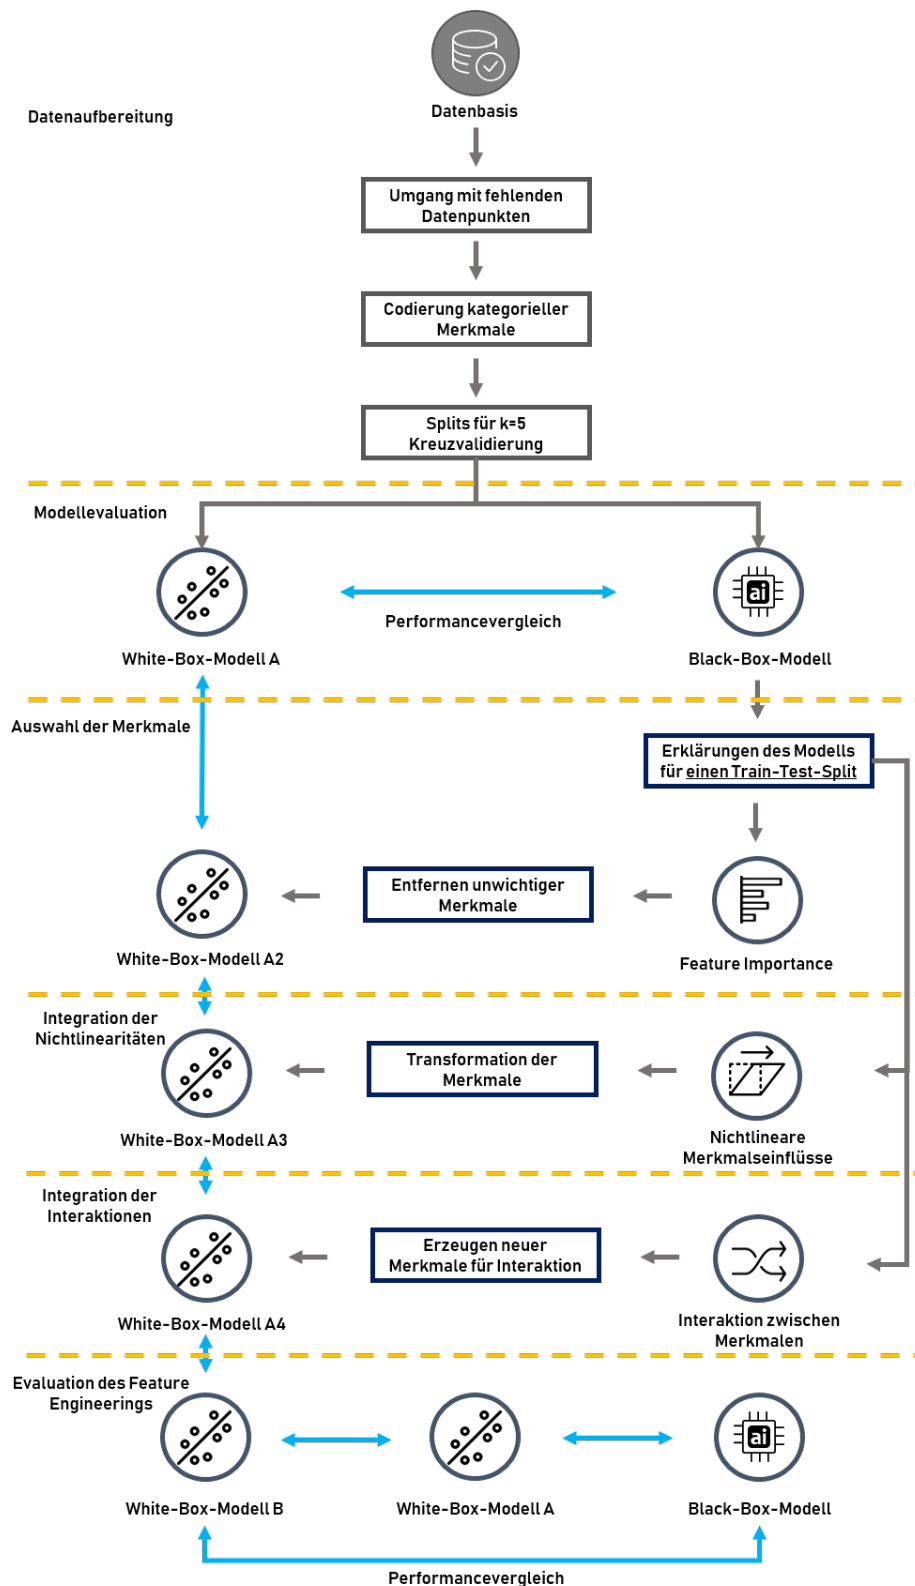 Datenbasis
Datenaufbereitung
Umgang mit fehlenden
Datenpunkten
Codierung kategorieller
Merkmale
Splits für k=5
Kreuzvalidierung
Modellevaluation
ai
Performancevergleich
White-Box-Modell A
Black-Box-Modell
Auswahl der Merkmale
Erklärungen des Modells
für einen Train-Test-Split
Entfernen unwichtiger
Merkmale
White-Box-Modell A2
Feature Importance
Integration der
Nichtlinearitäten
Transformation der
Merkmale
White-Box-Modell A3
Nichtlineare
Merkmalseinflüsse
Integration der
Interaktionen
Erzeugen neuer
Merkmale für Interaktion
White-Box-Modell A4
Interaktion zwischen
Merkmalen
Evaluation des Feature
Engineerings
ai
White-Box-Modell B
White-Box-Modell A
Black-Box-Modell
Performancevergleich